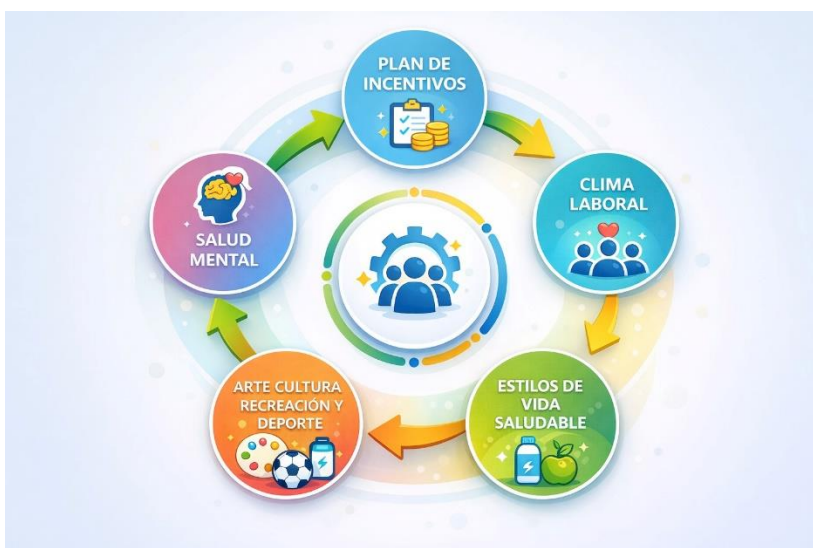 PLAN DE
INCENTIVOS
CLIMA
LABORAL
ESTILOS DE
VIDA
SALUDABLE
ARTE CULTURA
RECREACIÓN Y
DEPORTE
SALUD
MENTAL